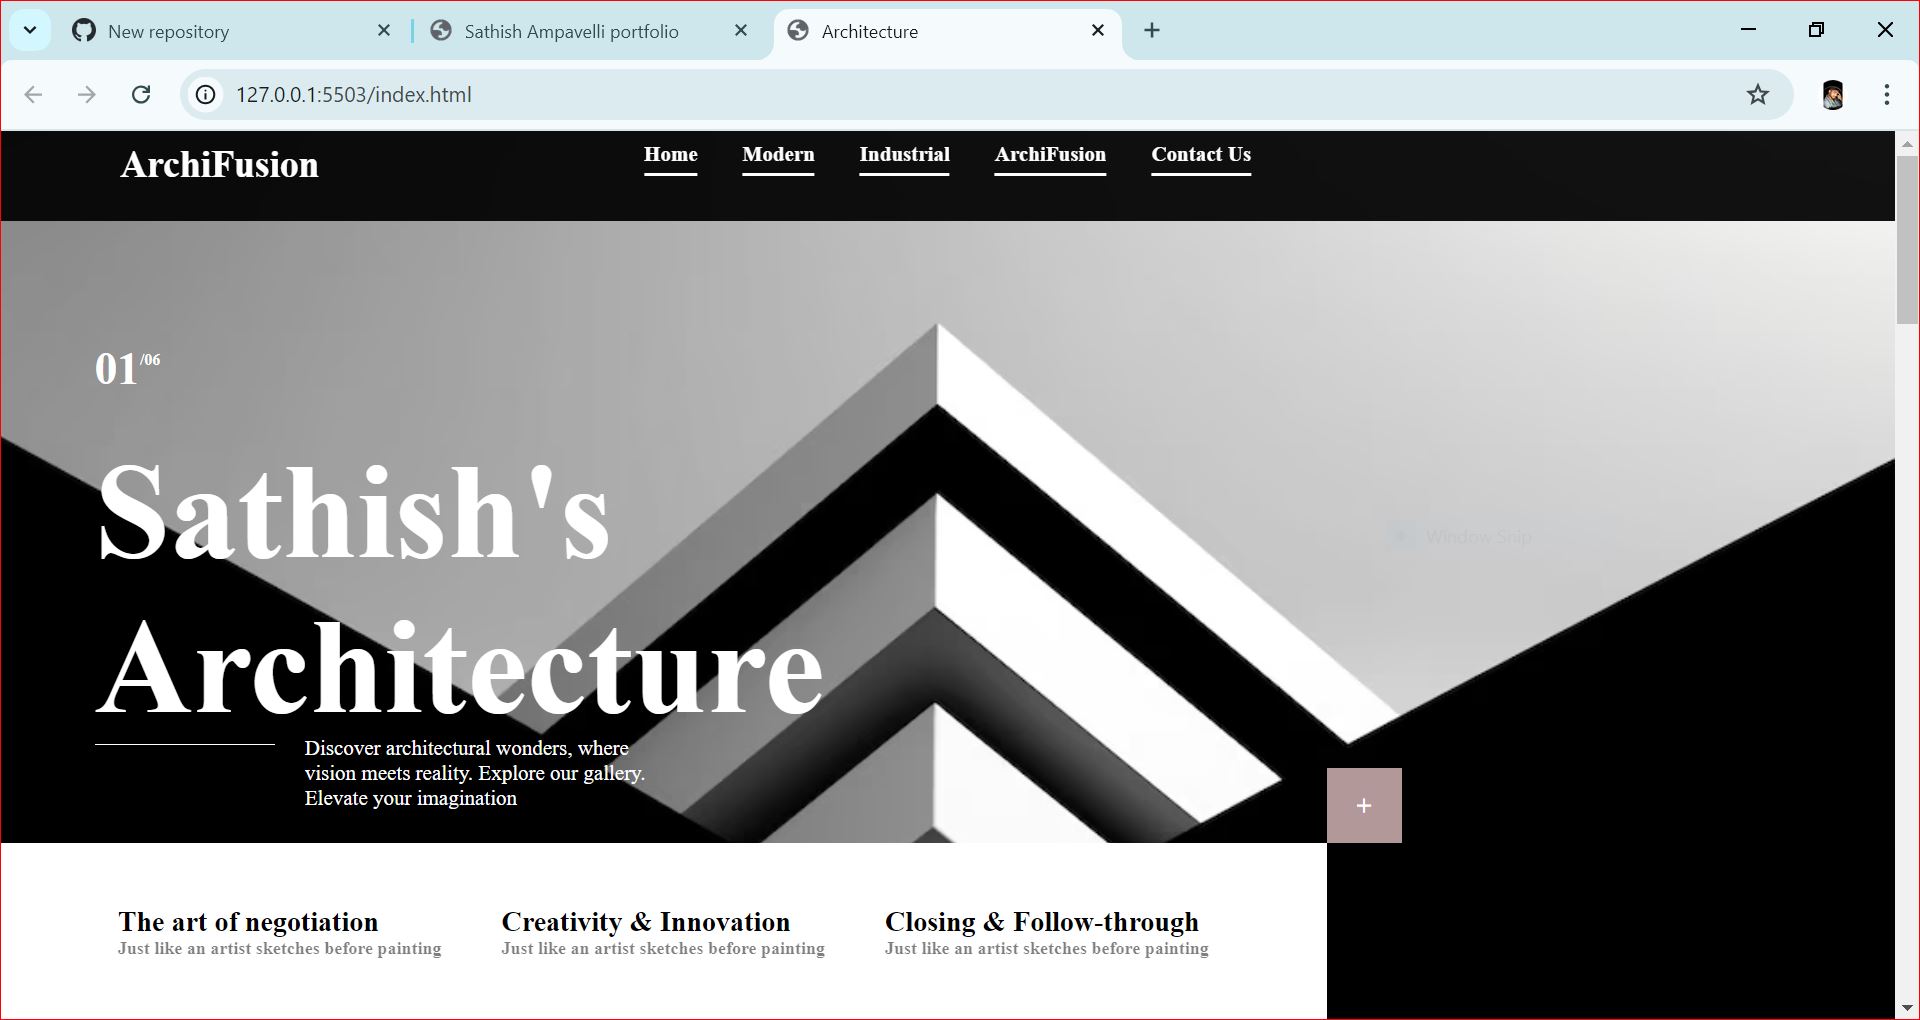 New repository
Sathish Ampavelli portfolio
Architecture
127.0.0.1:5503/index.html
ArchiFusion
Home
Modern
Industrial
ArchiFusion
Contact Us
01/06
Sathish's
Architecture
Discover architectural wonders, where
vision meets reality. Explore our gallery.
Elevate your imagination
Window Snip
+
The art of negotiation
Just like an artist sketches before painting
Creativity & Innovation
Just like an artist sketches before painting
Closing & Follow-through
Just like an artist sketches before painting